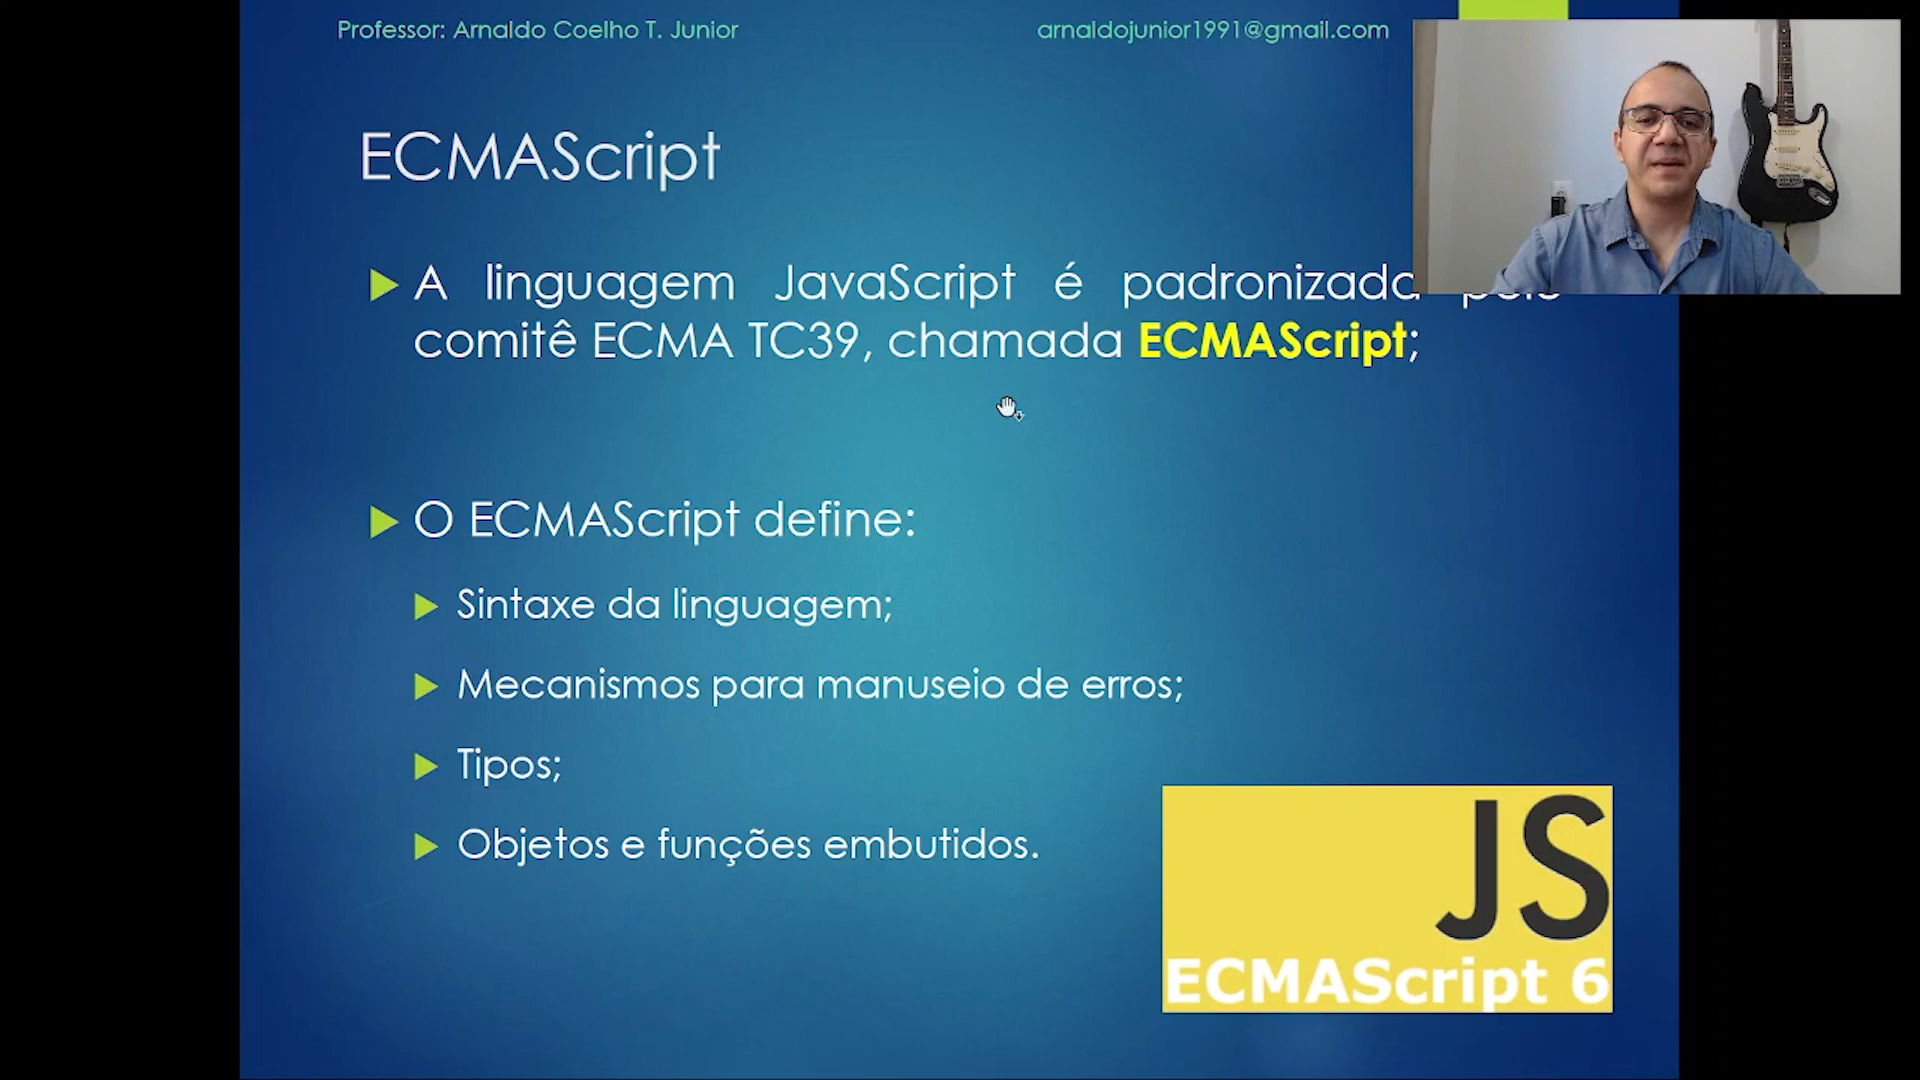 Professor: Arnaldo Coelho T. Junior
arnaldojunior1991@gmail.com
ECMAScript
A linguagem JavaScript é padronizada
comitê ECMA TC39, chamada ECMAScript;
O ECMAScript define:
Sintaxe da linguagem;
Mecanismos para manuseio de erros;
Tipos;
Objetos e funções embutidos.
JS
ECMAScript 6